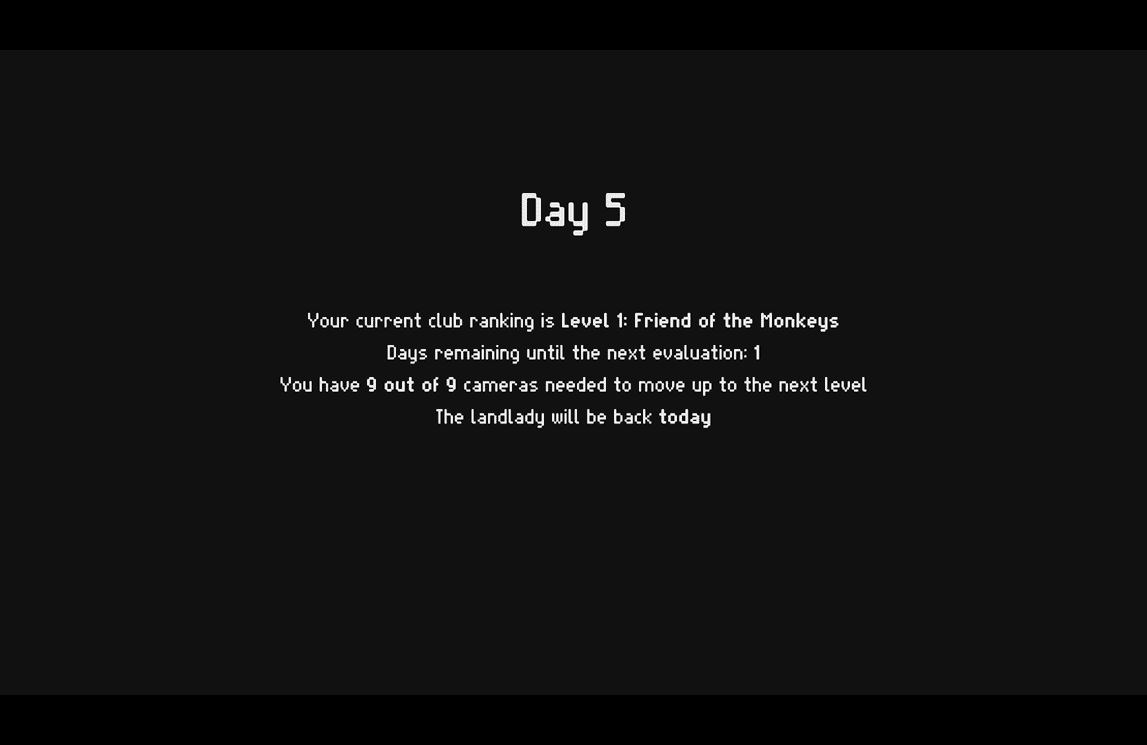 Day 5
Your current club ranking is Level 1: Friend of the Monkeys
Days remaining until the next evaluation: 1
You have 9 out of 9 cameras needed to move up to the next level
The landlady will be back today